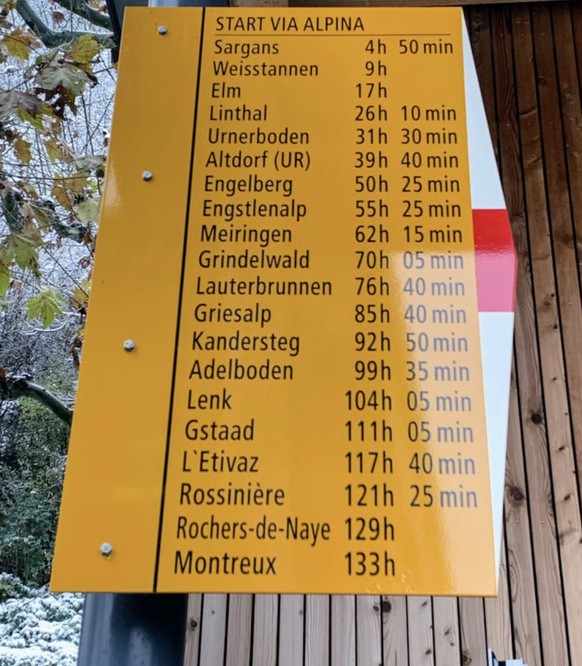 START VIA ALPINA
Sargans 4h 50 min
Weisstannen 9h
Elm 17h
Linthal 26h 10 min
Urnerboden 31h 30 min
Altdorf (UR) 39h 40 min
Engelberg 50h 25 min
Engstlenalp 55h 25 min
Meiringen 62h 15 min
Grindelwald 70h 05 min
Lauterbrunnen 76h 40 min
Griesalp 85h 40 min
Kandersteg 92h 50 min
Adelboden 99h 35 min
Lenk 104h 05 min
Gstaad 111h 05 min
L`Etivaz 117h 40 min
Rossinière 121h 25 min
Rochers-de-Naye 129h
Montreux 133h